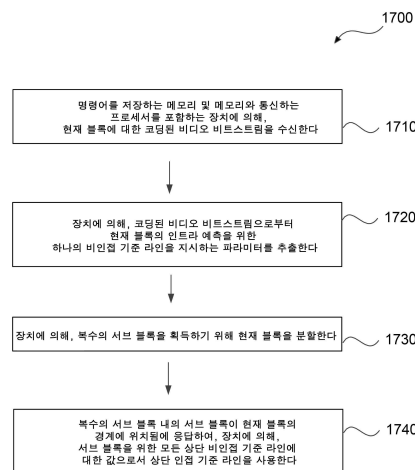 1700
명령어를 저장하는 메모리 및 메모리와 통신하는
프로세서를 포함하는 장치에 의해,
현재 블록에 대한 코딩된 비디오 비트스트림을 수신한다
1710
장치에 의해, 코딩된 비디오 비트스트림으로부터
현재 블록의 인트라 예측을 위한
하나의 비인접 기준 라인을 지시하는 파라미터를 추출한다
1720
장치에 의해, 복수의 서브 블록을 획득하기 위해 현재 블록을 분할한다
1730
복수의 서브 블록 내의 서브 블록이 현재 블록의
경계에 위치됨에 응답하여, 장치에 의해,
서브 블록을 위한 모든 상단 비인접 기준 라인에
대한 값으로서 상단 인접 기준 라인을 사용한다
1740